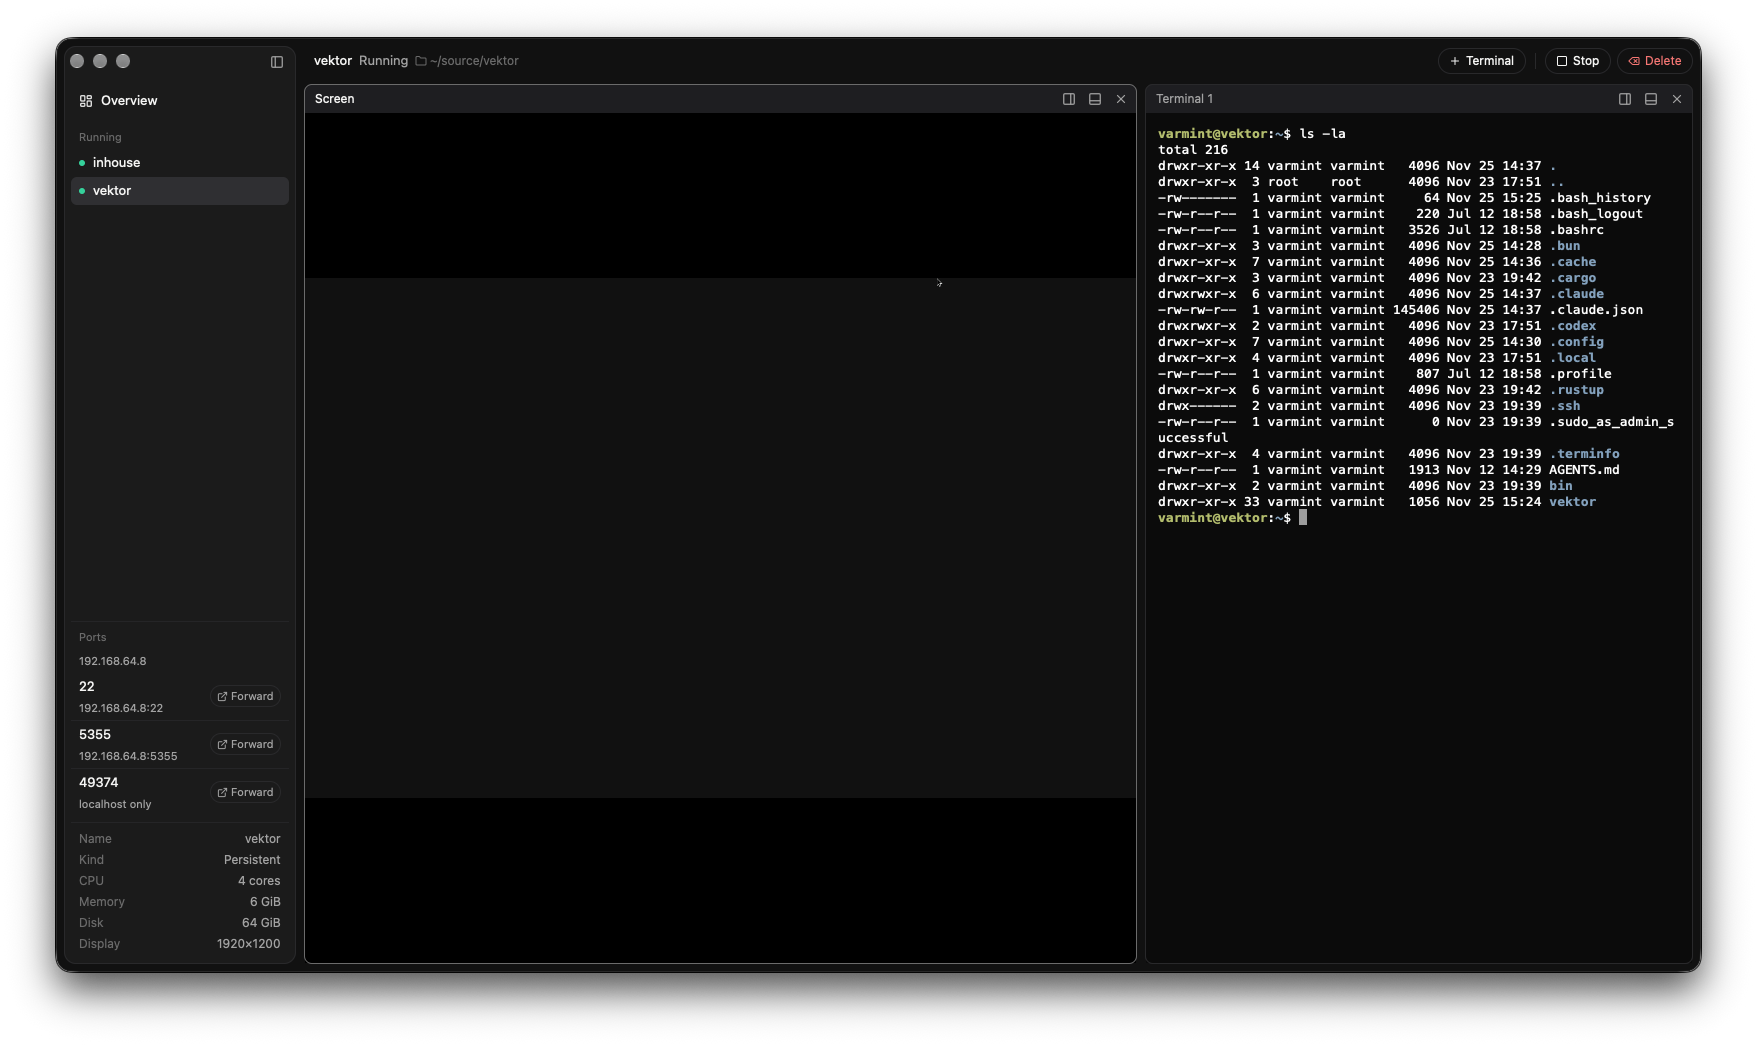 vektor Running ~/source/vektor
+ Terminal
Stop
Delete
Overview
Running
inhouse
vektor
Ports
192.168.64.8
22
192.168.64.8:22
Forward
5355
192.168.64.8:5355
Forward
49374
localhost only
Forward
Name vektor
Kind Persistent
CPU 4 cores
Memory 6 GiB
Disk 64 GiB
Display 1920×1200
Screen
Terminal 1
varmint@vektor:~$ ls -la
total 216
drwxr-xr-x 14 varmint varmint   4096 Nov 25 14:37 .
drwxr-xr-x  3 root    root      4096 Nov 23 17:51 ..
-rw-------  1 varmint varmint     64 Nov 25 15:25 .bash_history
-rw-r--r--  1 varmint varmint    220 Jul 12 18:58 .bash_logout
-rw-r--r--  1 varmint varmint   3526 Jul 12 18:58 .bashrc
drwxr-xr-x  3 varmint varmint   4096 Nov 25 14:28 .bun
drwxr-xr-x  7 varmint varmint   4096 Nov 25 14:36 .cache
drwxr-xr-x  3 varmint varmint   4096 Nov 23 19:42 .cargo
drwxrwxr-x  6 varmint varmint   4096 Nov 25 14:37 .claude
-rw-rw-r--  1 varmint varmint 145406 Nov 25 14:37 .claude.json
drwxrwxr-x  2 varmint varmint   4096 Nov 23 17:51 .codex
drwxr-xr-x  7 varmint varmint   4096 Nov 25 14:30 .config
drwxr-xr-x  4 varmint varmint   4096 Nov 23 17:51 .local
-rw-r--r--  1 varmint varmint    807 Jul 12 18:58 .profile
drwxr-xr-x  6 varmint varmint   4096 Nov 23 19:42 .rustup
drwx------  2 varmint varmint   4096 Nov 23 19:39 .ssh
-rw-r--r--  1 varmint varmint      0 Nov 23 19:39 .sudo_as_admin_s
uccessful
drwxr-xr-x  4 varmint varmint   4096 Nov 23 19:39 .terminfo
-rw-r--r--  1 varmint varmint   1913 Nov 12 14:29 AGENTS.md
drwxr-xr-x  2 varmint varmint   4096 Nov 23 19:39 bin
drwxr-xr-x 33 varmint varmint   1056 Nov 25 15:24 vektor
varmint@vektor:~$